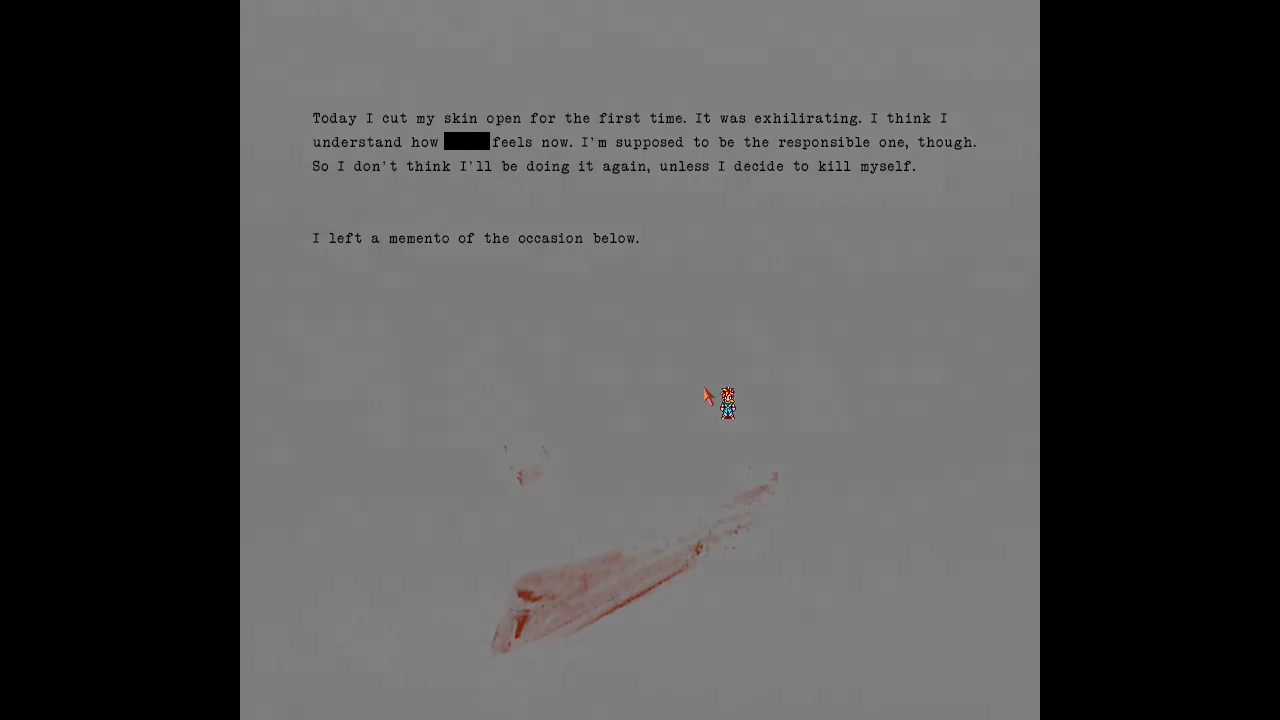 Today I cut my skin open for the first time. It was exhilirating. I think I
understand how feels now. I'm supposed to be the responsible one, though.
So I don't think I'll be doing it again, unless I decide to kill myself.
I left a memento of the occasion below.